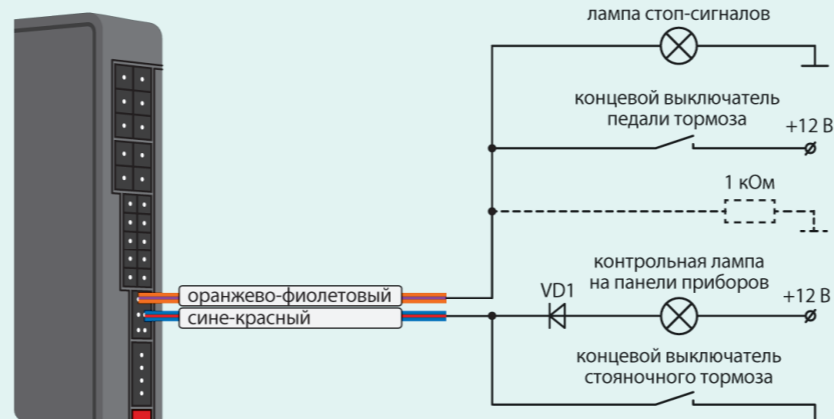 лампа стоп-сигналов
концевой выключатель
педали тормоза
+12 В
1 кОм
контрольная лампа
на панели приборов
VD1
+12 В
оранжево-фиолетовый
сине-красный
концевой выключатель
стояночного тормоза